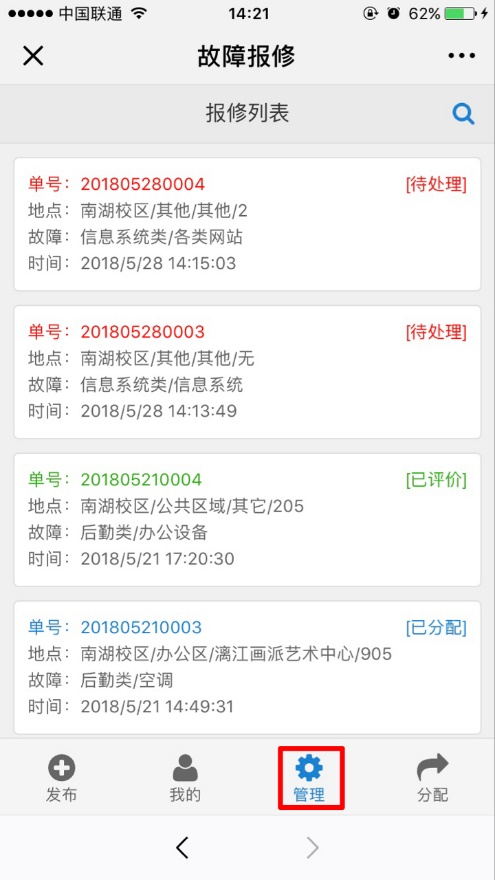 中国联通 14:21 62%
故障报修
报修列表
单号：201805280004 [待处理]
地点：南湖校区/其他/其他/2
故障：信息系统类/各类网站
时间：2018/5/28 14:15:03
单号：201805280003 [待处理]
地点：南湖校区/其他/其他/无
故障：信息系统类/信息系统
时间：2018/5/28 14:13:49
单号：201805210004 [已评价]
地点：南湖校区/公共区域/其它/205
故障：后勤类/办公设备
时间：2018/5/21 17:20:30
单号：201805210003 [已分配]
地点：南湖校区/办公区/漓江画派艺术中心/905
故障：后勤类/空调
时间：2018/5/21 14:49:31
发布 我的 管理 分配